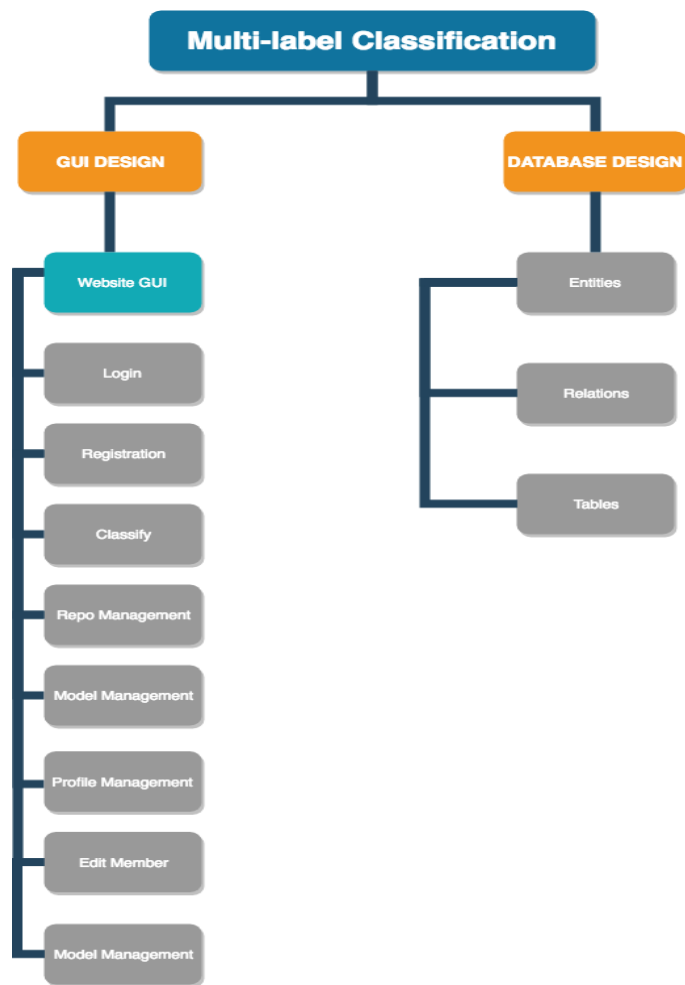 Multi-label Classification
GUI DESIGN
DATABASE DESIGN
Website GUI
Login
Registration
Classify
Repo Management
Model Management
Profile Management
Edit Member
Model Management
Entities
Relations
Tables